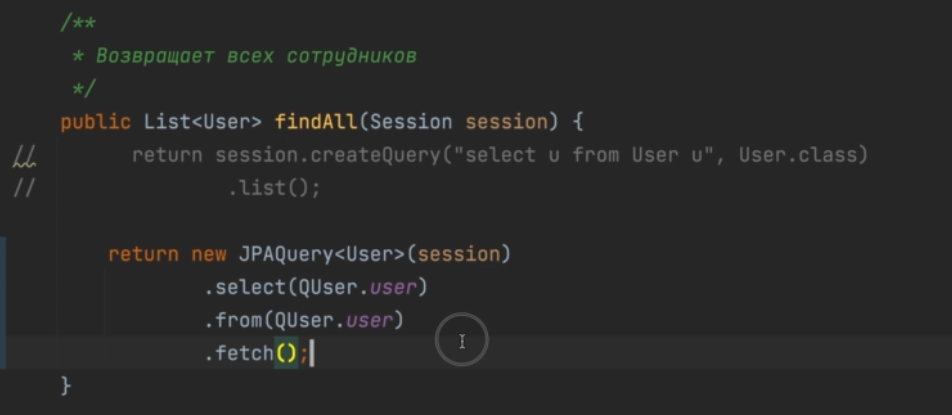 /**
 * Возвращает всех сотрудников
 */
public List<User> findAll(Session session) {
//        return session.createQuery("select u from User u", User.class)
//                .list();
    return new JPAQuery<User>(session)
            .select(QUser.user)
            .from(QUser.user)
            .fetch();
}